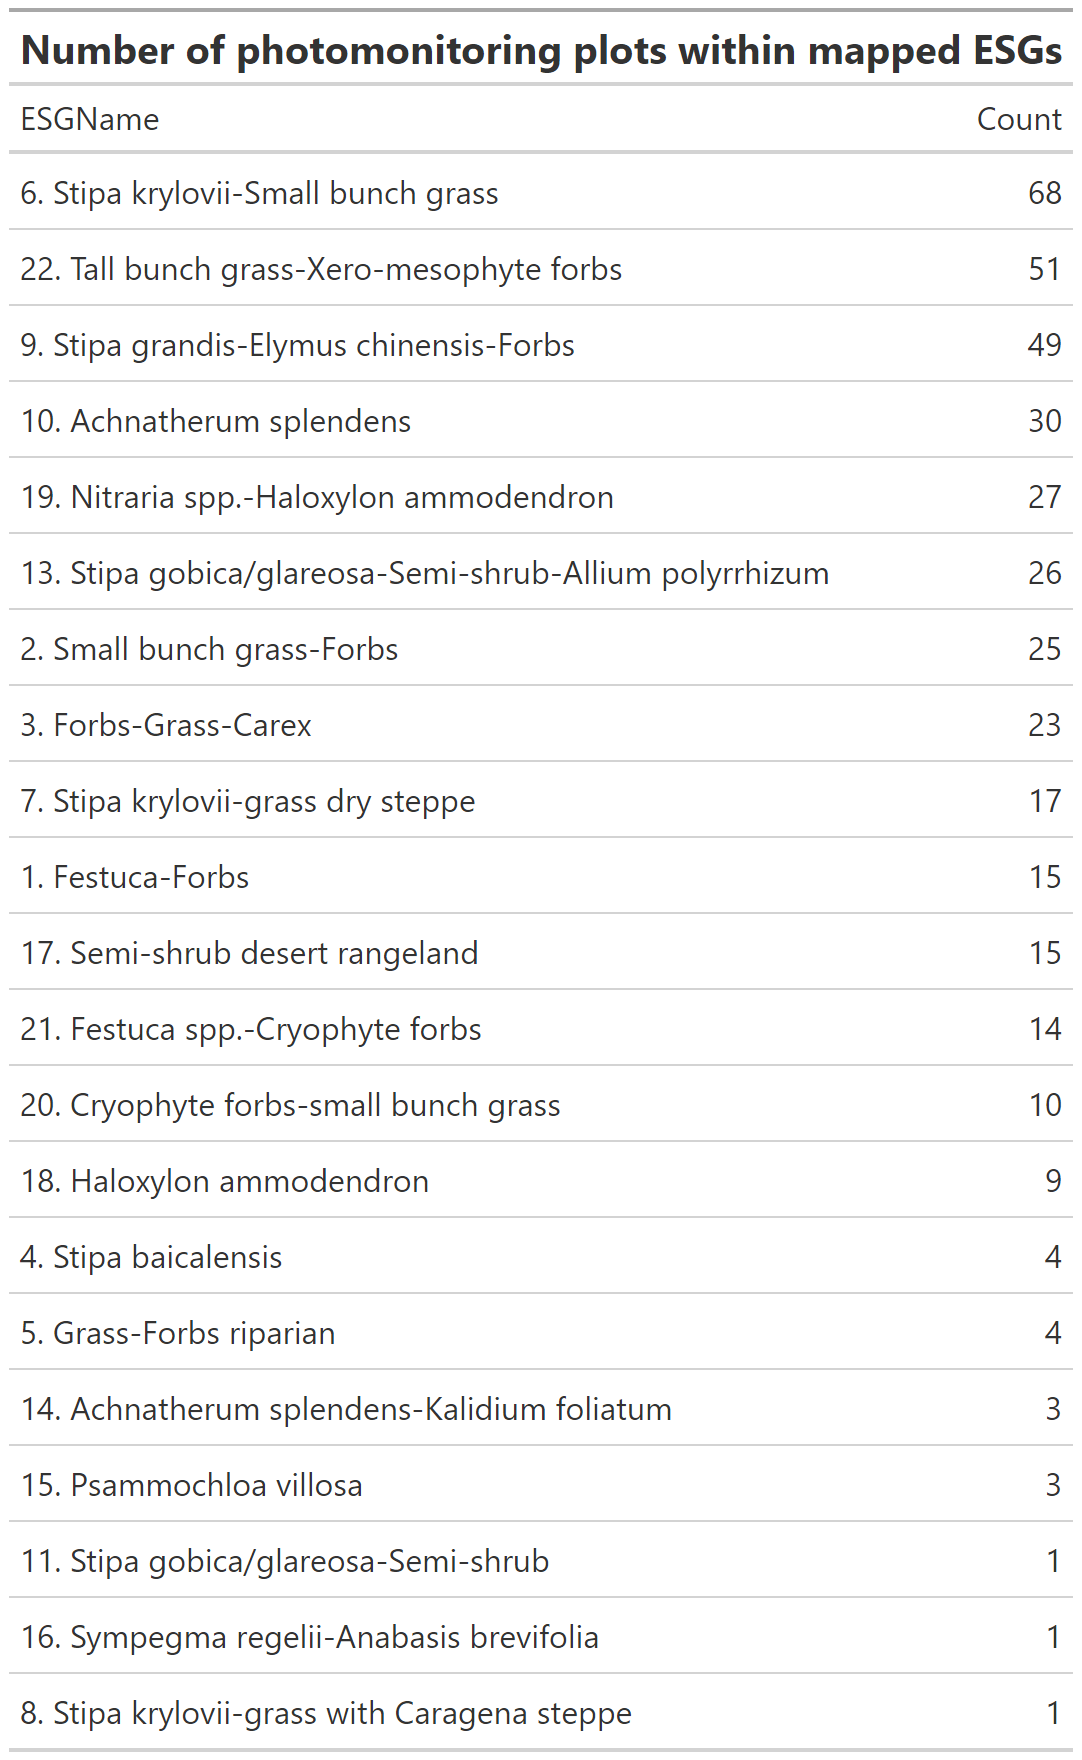 Number of photomonitoring plots within mapped ESGs
ESGName Count
6. Stipa krylovii-Small bunch grass 68
22. Tall bunch grass-Xero-mesophyte forbs 51
9. Stipa grandis-Elymus chinensis-Forbs 49
10. Achnatherum splendens 30
19. Nitraria spp.-Haloxylon ammodendron 27
13. Stipa gobica/glareosa-Semi-shrub-Allium polyrrhizum 26
2. Small bunch grass-Forbs 25
3. Forbs-Grass-Carex 23
7. Stipa krylovii-grass dry steppe 17
1. Festuca-Forbs 15
17. Semi-shrub desert rangeland 15
21. Festuca spp.-Cryophyte forbs 14
20. Cryophyte forbs-small bunch grass 10
18. Haloxylon ammodendron 9
4. Stipa baicalensis 4
5. Grass-Forbs riparian 4
14. Achnatherum splendens-Kalidium foliatum 3
15. Psammochloa villosa 3
11. Stipa gobica/glareosa-Semi-shrub 1
16. Sympegma regelii-Anabasis brevifolia 1
8. Stipa krylovii-grass with Caragena steppe 1